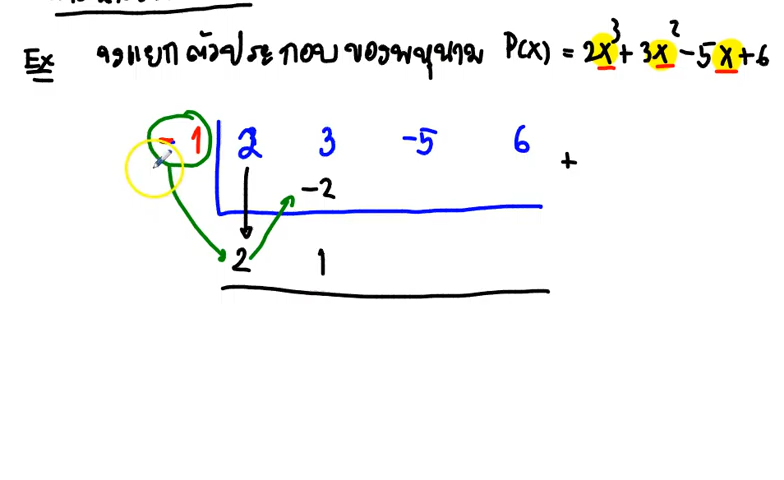 Ex จงแยกตัวประกอบของพหุนาม P(x) = 2x³ + 3x² - 5x + 6
- 1 2 3 -5 6 +
-2
2 1